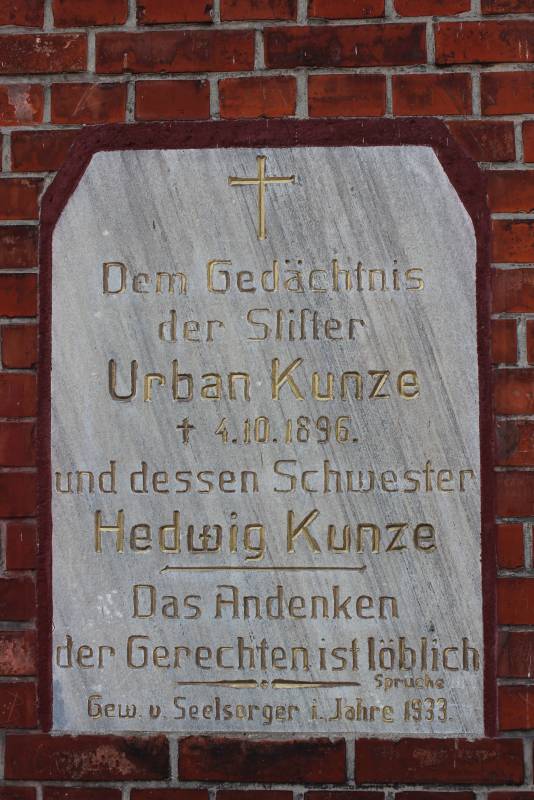 Dem Gedächtnis
der Stifter
Urban Kunze
† 4.10.1896.
und dessen Schwester
Hedwig Kunze
Das Andenken
der Gerechten ist löblich
Sprüche
Gew. v. Seelsorger i. Jahre 1933.